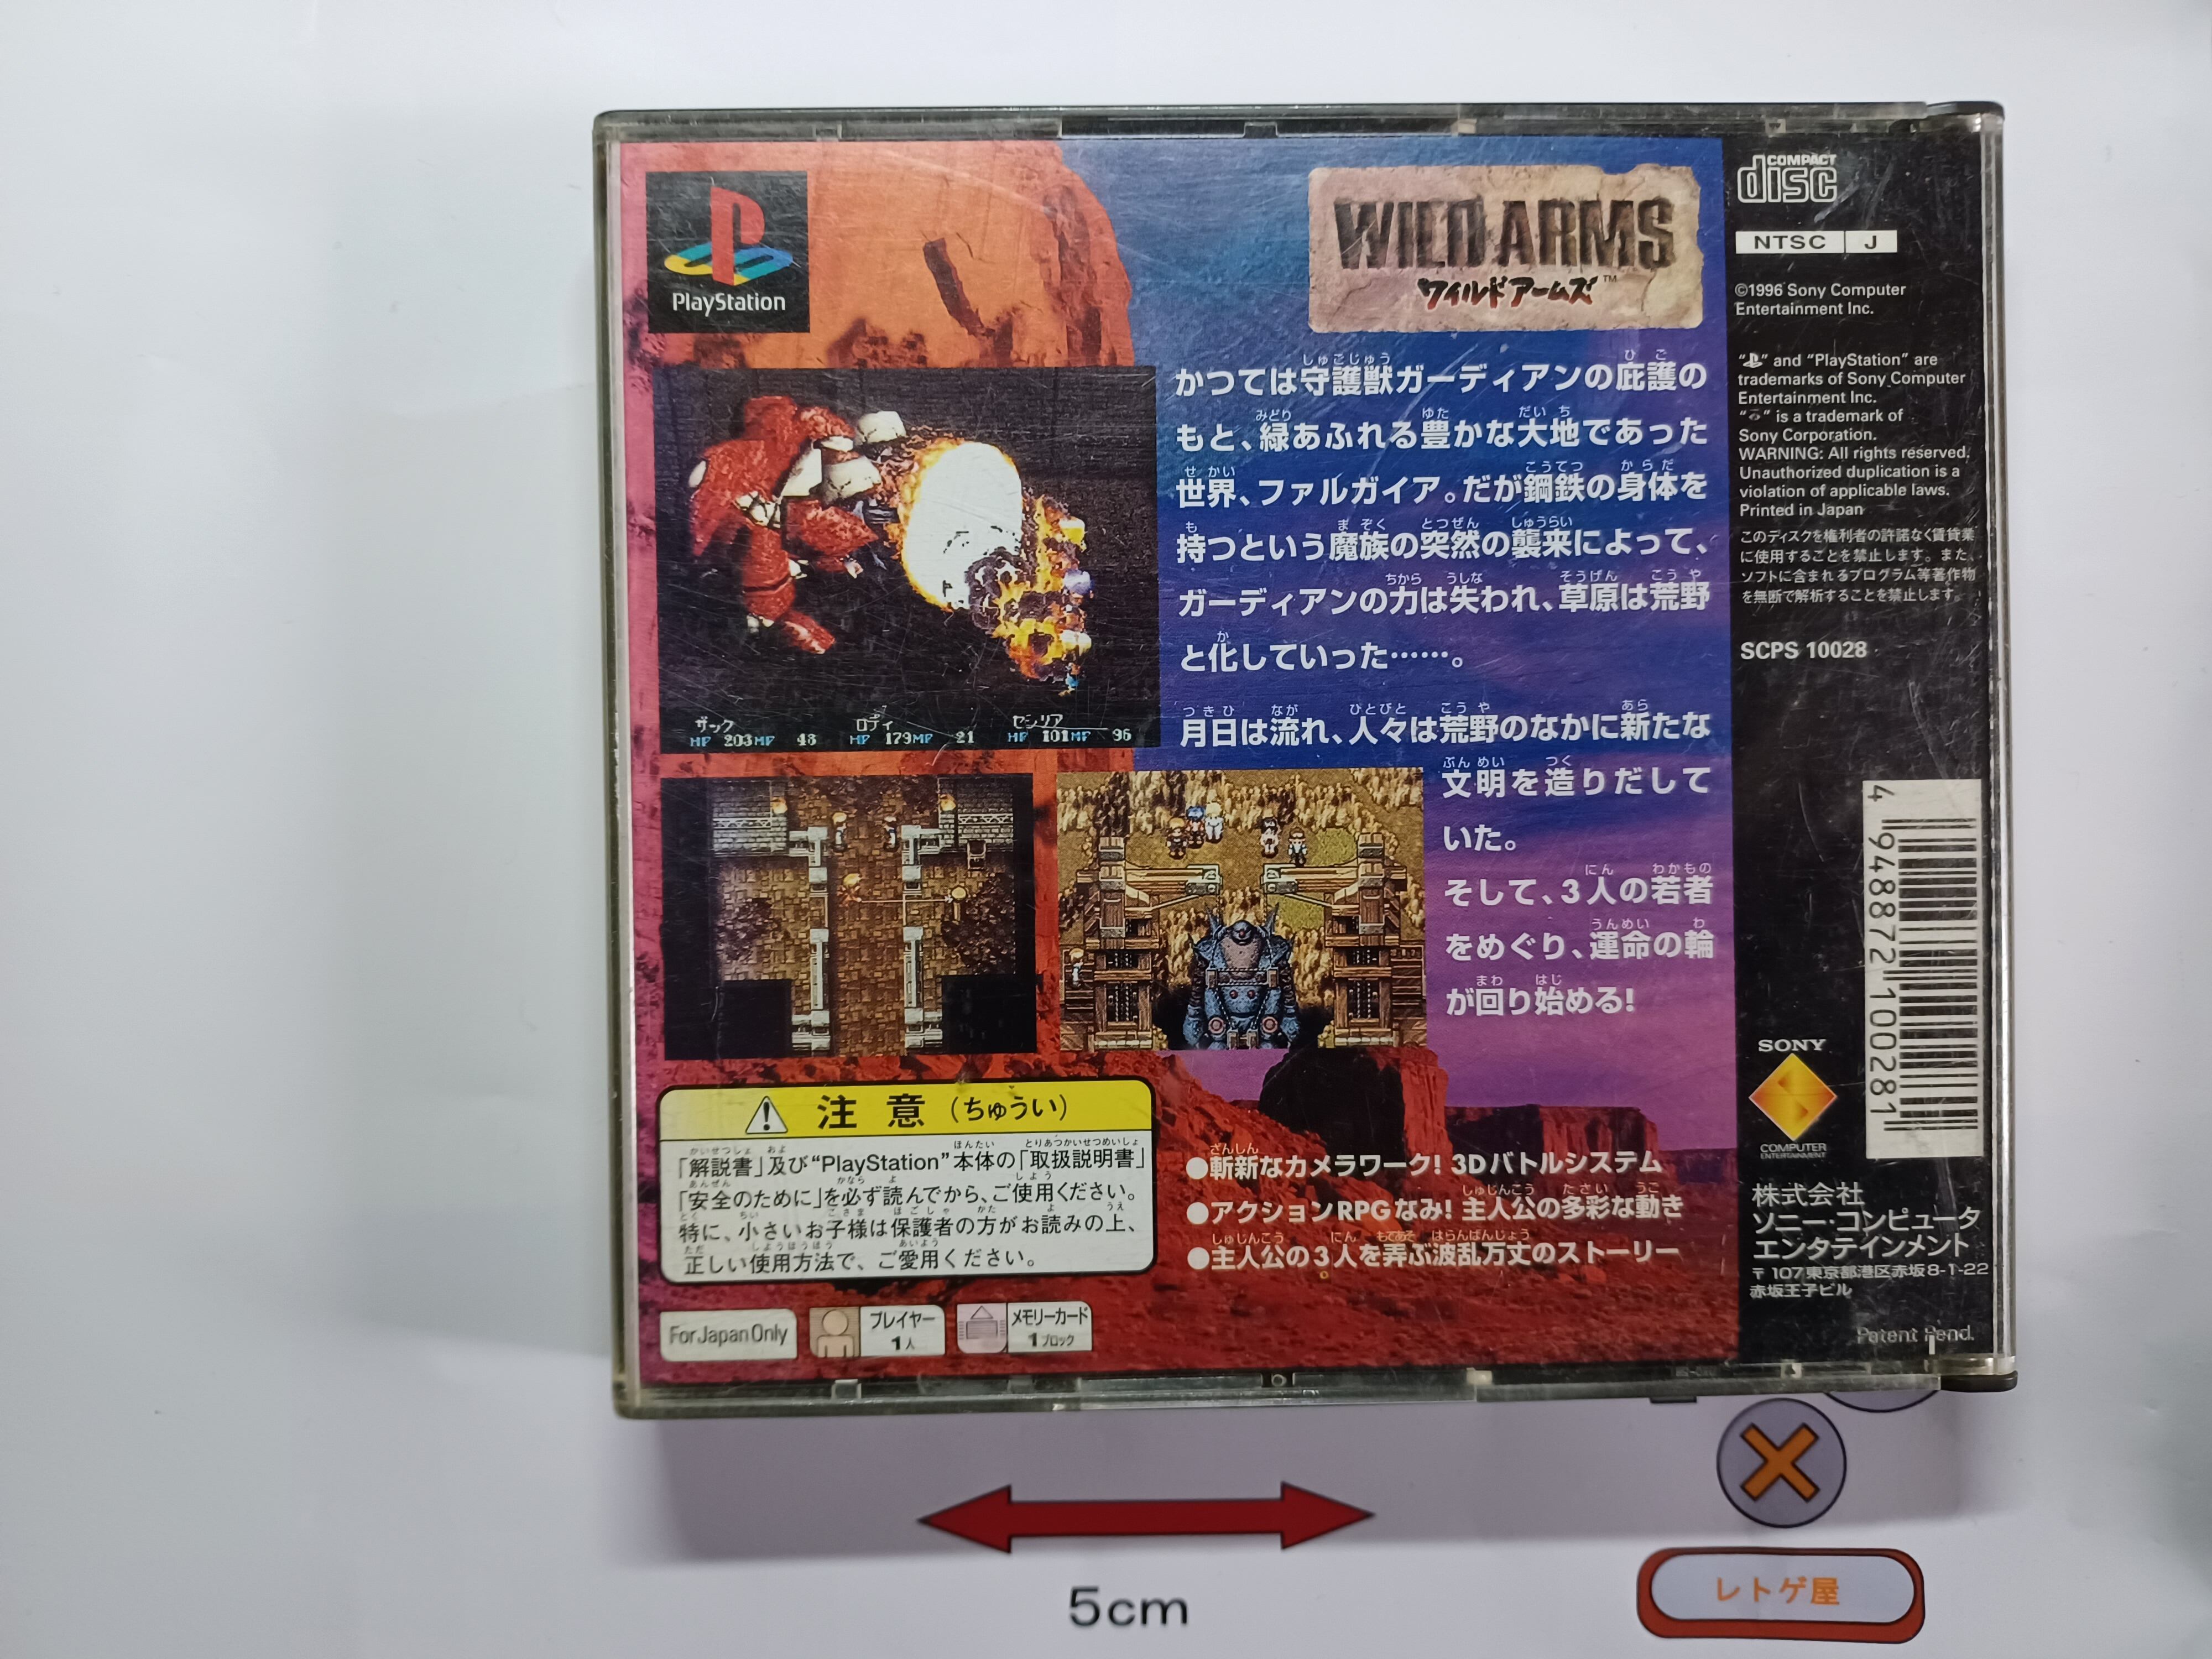 PlayStation
WILD ARMS
ワイルドアームズ™
かつては守護獣ガーディアンの庇護の
もと、緑あふれる豊かな大地であった
世界、ファルガイア。だが鋼鉄の身体を
持つという魔族の突然の襲来によって、
ガーディアンの力は失われ、草原は荒野
と化していった……。
月日は流れ、人々は荒野のなかに新たな
文明を造りだして
いた。
そして、3人の若者
をめぐり、運命の輪
が回り始める!
ザック ロディ セシリア
HP 203 MP 43 HP 179 MP 21 HP 101 MP 96
注意(ちゅうい)
「解説書」及び“PlayStation”本体の「取扱説明書」
「安全のために」を必ず読んでから、ご使用ください。
特に、小さいお子様は保護者の方がお読みの上、
正しい使用方法で、ご愛用ください。
●斬新なカメラワーク! 3Dバトルシステム
●アクションRPGなみ! 主人公の多彩な動き
●主人公の3人を弄ぶ波乱万丈のストーリー
For Japan Only
プレイヤー
1人
メモリーカード
1ブロック
COMPACT
disc
NTSC J
©1996 Sony Computer
Entertainment Inc.
“ ” and “PlayStation” are
trademarks of Sony Computer
Entertainment Inc.
“ ” is a trademark of
Sony Corporation.
WARNING: All rights reserved.
Unauthorized duplication is a
violation of applicable laws.
Printed in Japan
このディスクを権利者の許諾なく賃貸業
に使用することを禁止します。また、
ソフトに含まれるプログラム等著作物
を無断で解析することを禁止します。
SCPS 10028
4 948872 100281
SONY
COMPUTER
ENTERTAINMENT
株式会社
ソニー・コンピュータ
エンタテインメント
〒107 東京都港区赤坂8-1-22
赤坂王子ビル
Patent Pend.
5cm
レトゲ屋